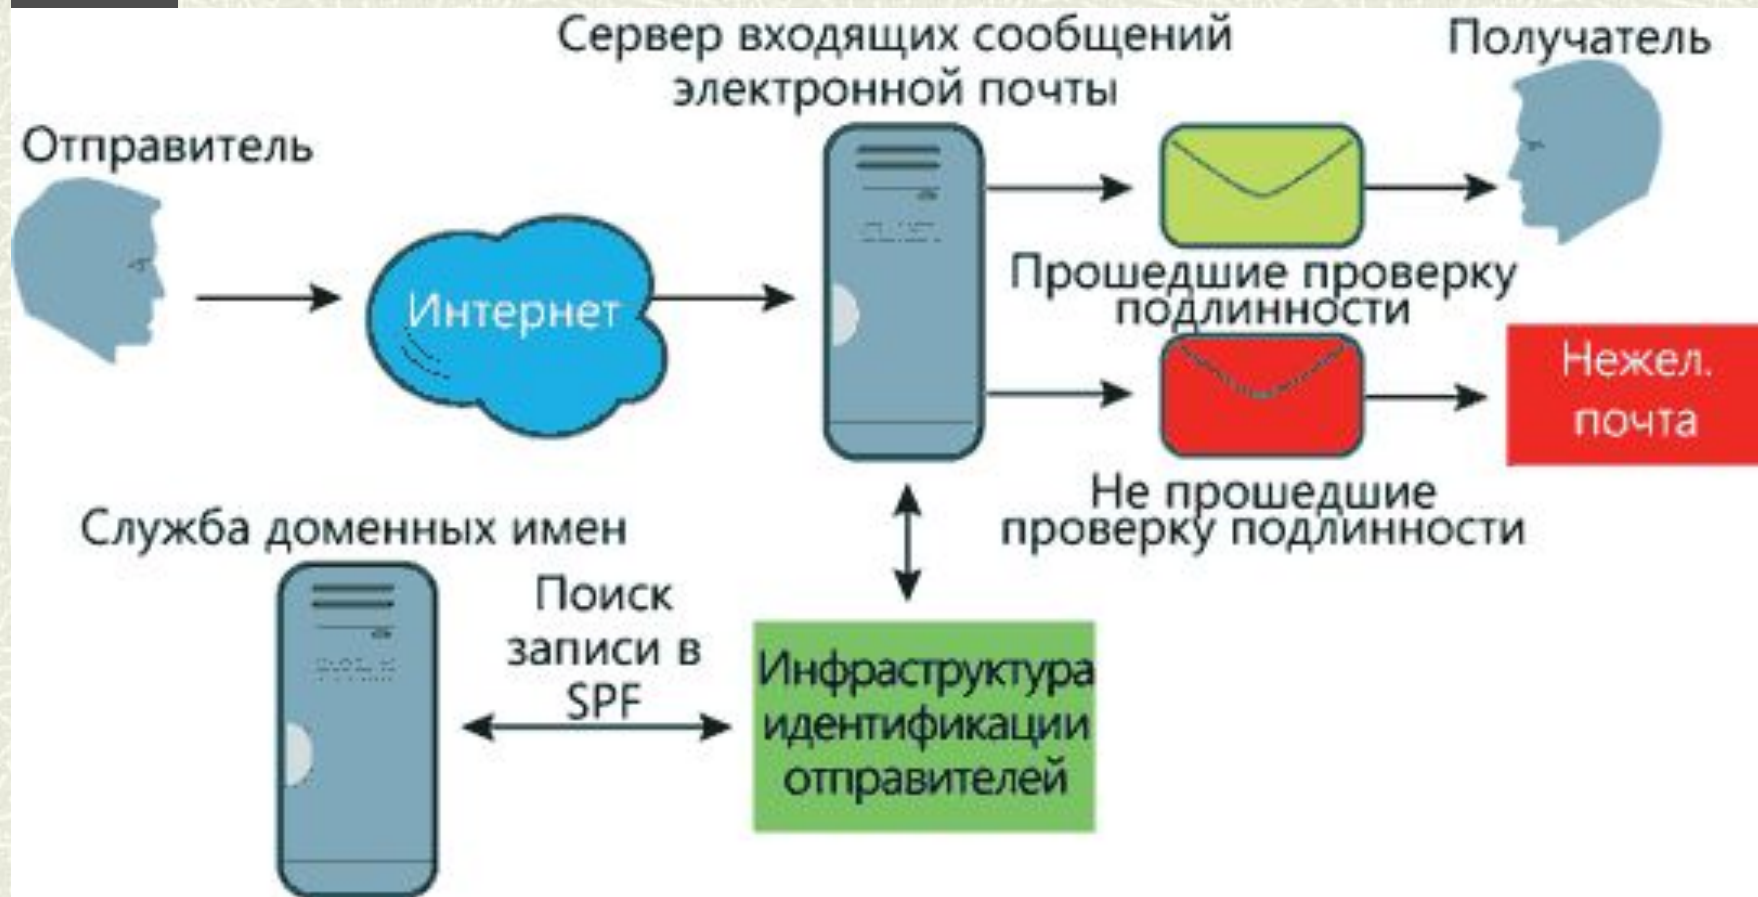 Сервер входящих сообщений
электронной почты
Получатель
Отправитель
Интернет
Прошедшие проверку
подлинности
Нежел.
почта
Не прошедшие
проверку подлинности
Служба доменных имен
Поиск
записи в
SPF
Инфраструктура
идентификации
отправителей